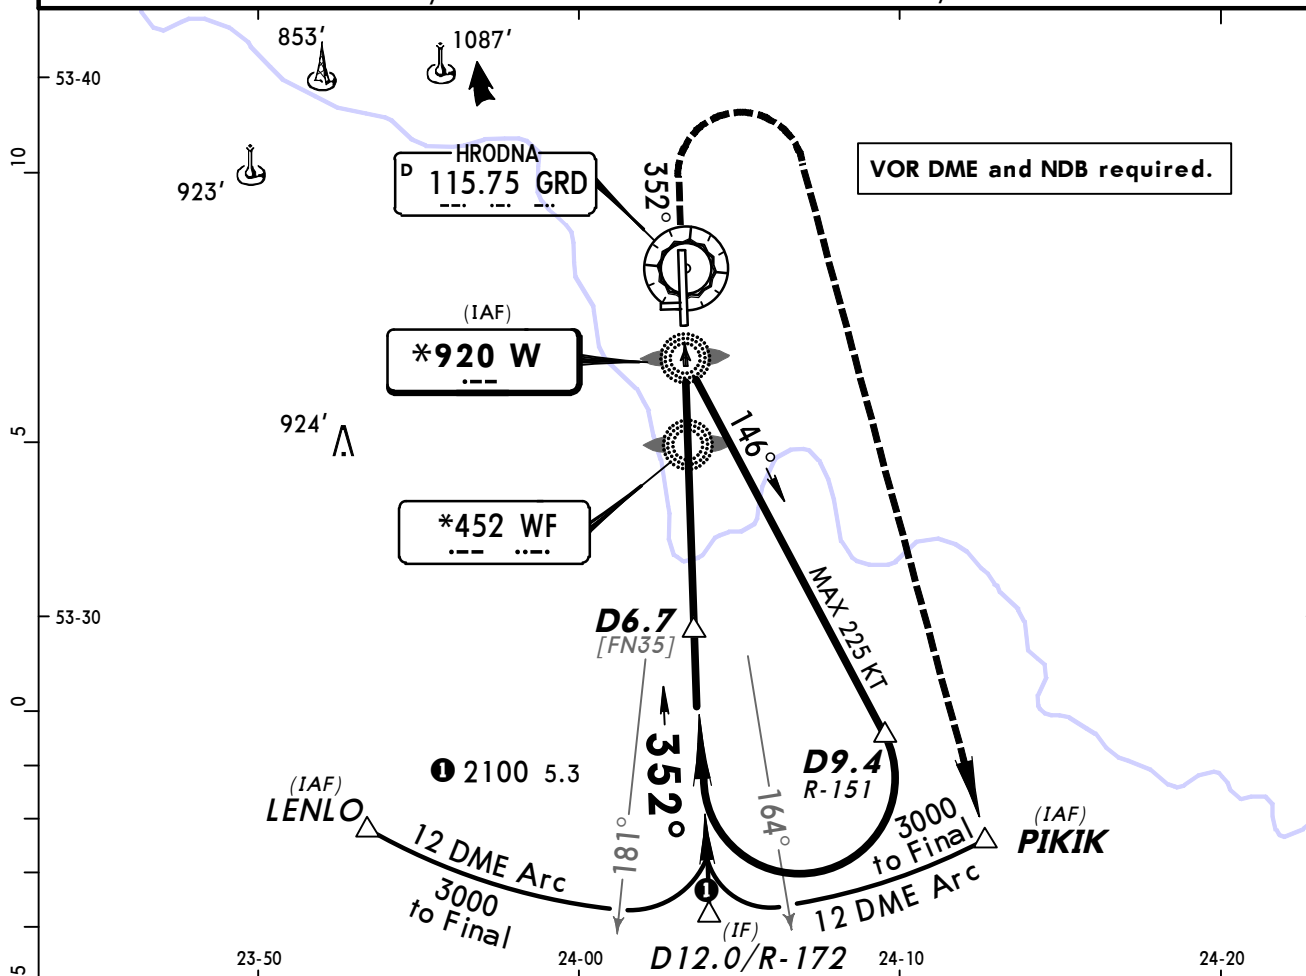 853'
1087'
53-40
10
HRODNA
D 115.75 GRD
352°
VOR DME and NDB required.
923'
(IAF)
*920 W
924'
5
146°
*452 WF
MAX 225 KT
53-30
D6.7
[FN35]
0
352°
D9.4
R-151
1 2100 5.3
181°
164°
(IAF)
LENLO
12 DME Arc
3000
to Final
3000
to Final
12 DME Arc
(IAF)
PIKIK
1
(IF)
D12.0/R-172
5
23-50
24-00
24-10
24-20